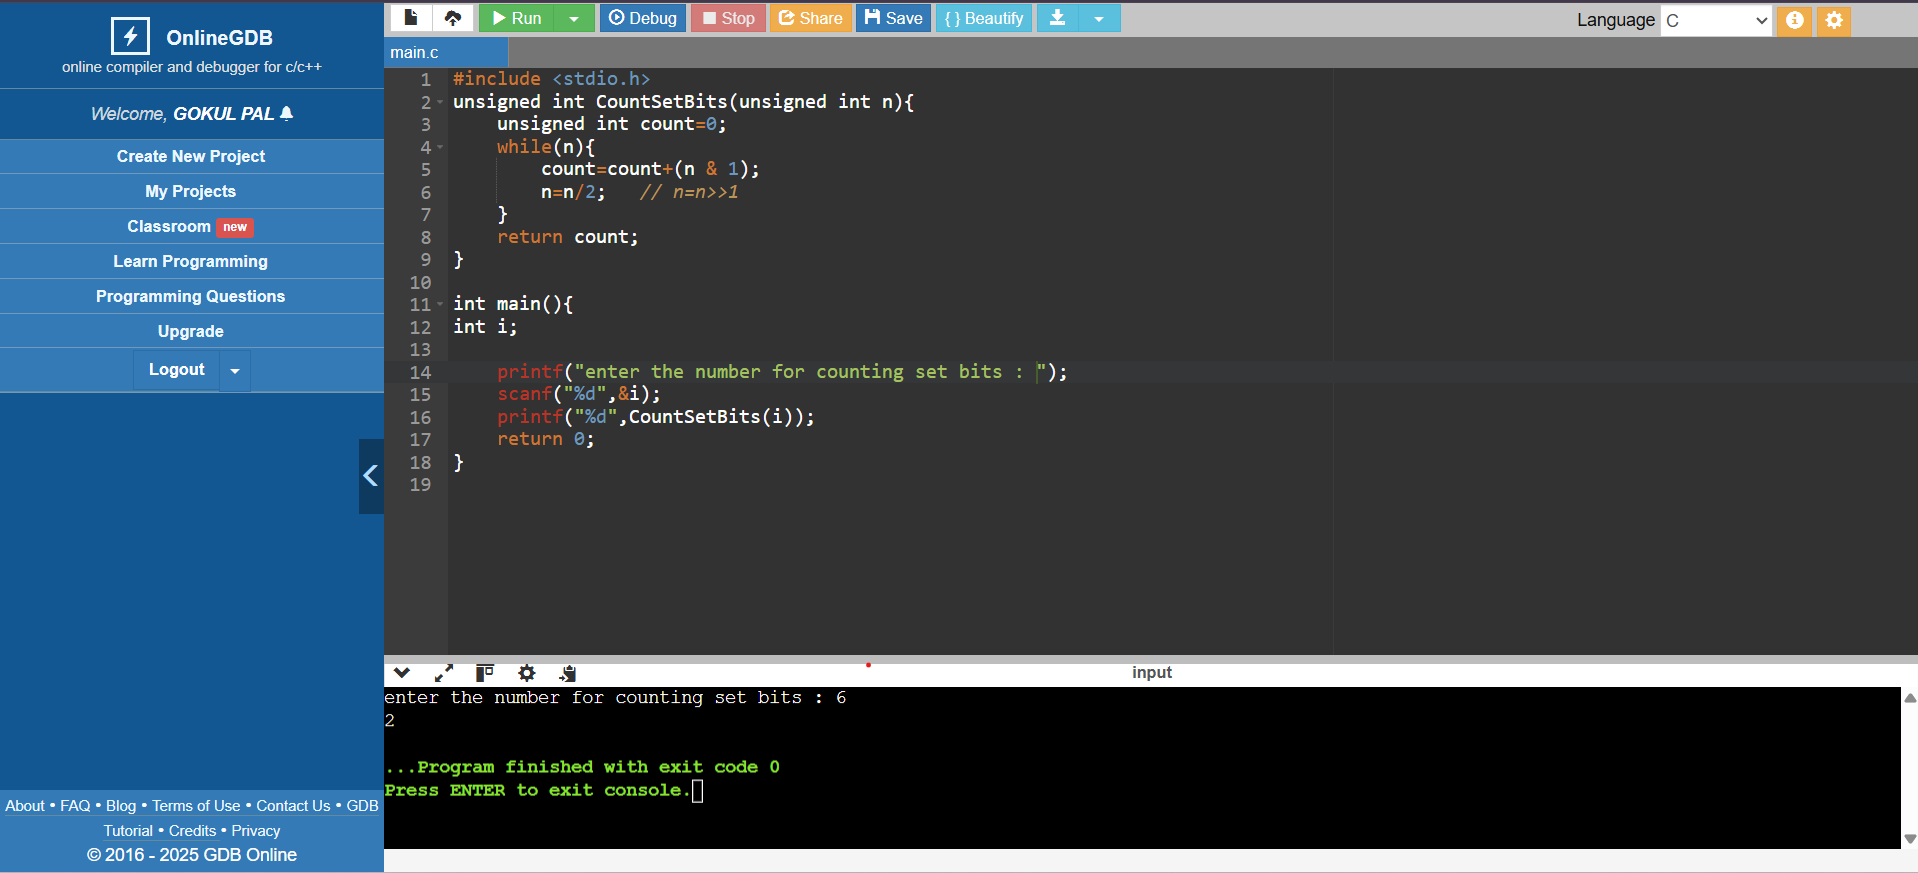 OnlineGDB
online compiler and debugger for c/c++
Welcome, GOKUL PAL
Create New Project
My Projects
Classroom new
Learn Programming
Programming Questions
Upgrade
Logout
About • FAQ • Blog • Terms of Use • Contact Us • GDB
Tutorial • Credits • Privacy
© 2016 - 2025 GDB Online
Run Debug Stop Share Save { } Beautify Language C
main.c
1 #include <stdio.h>
2 unsigned int CountSetBits(unsigned int n){
3     unsigned int count=0;
4     while(n){
5         count=count+(n & 1);
6         n=n/2;   // n=n>>1
7     }
8     return count;
9 }
10
11 int main(){
12 int i;
13
14     printf("enter the number for counting set bits : ");
15     scanf("%d",&i);
16     printf("%d",CountSetBits(i));
17     return 0;
18 }
19
input
enter the number for counting set bits : 6
2
...Program finished with exit code 0
Press ENTER to exit console.